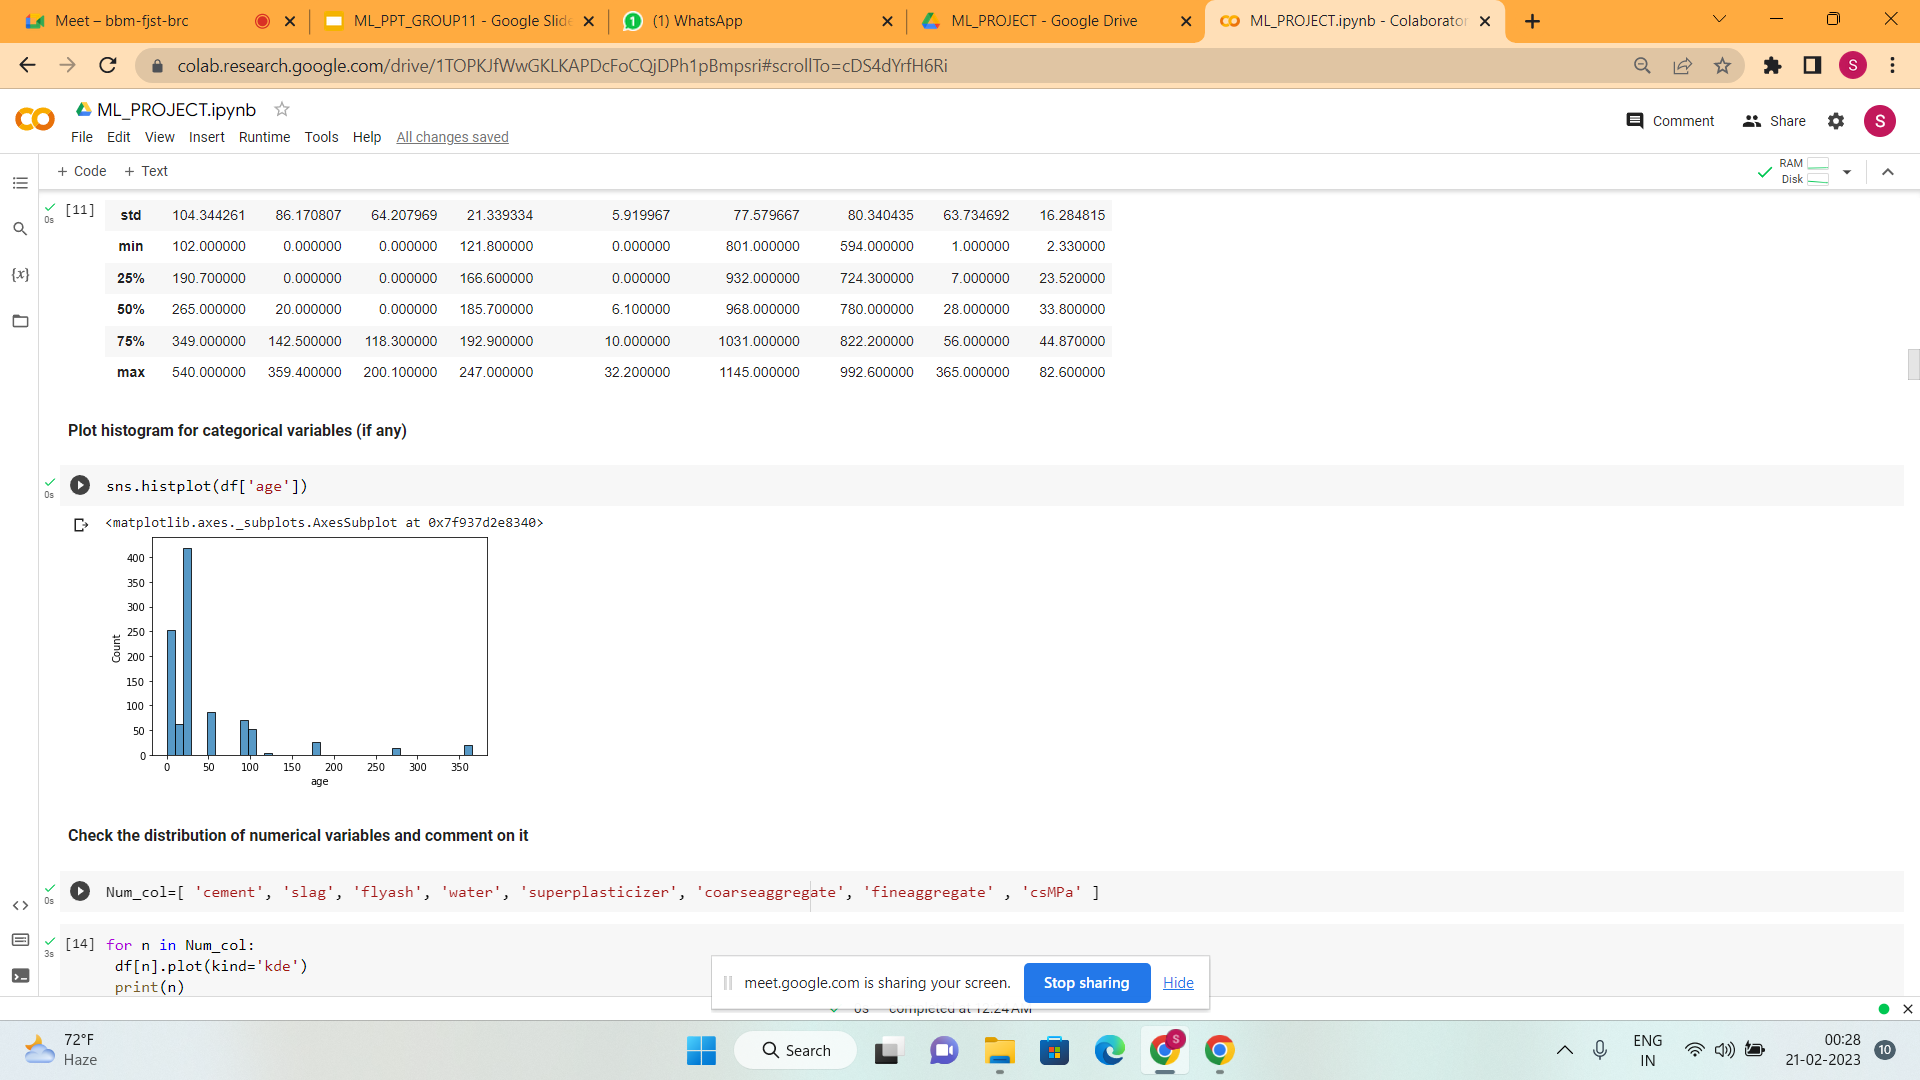 Meet – bbm-fjst-brc
ML_PPT_GROUP11 - Google Slide
(1) WhatsApp
ML_PROJECT - Google Drive
ML_PROJECT.ipynb - Colaborator
colab.research.google.com/drive/1TOPKJfWwGKLKAPDcFoCQjDPh1pBmpsri#scrollTo=cDS4dYrfH6Ri
S
ML_PROJECT.ipynb
File Edit View Insert Runtime Tools Help All changes saved
Comment
Share
S
+ Code + Text
RAM
Disk
[11]
0s
std 104.344261 86.170807 64.207969 21.339334 5.919967 77.579667 80.340435 63.734692 16.284815
min 102.000000 0.000000 0.000000 121.800000 0.000000 801.000000 594.000000 1.000000 2.330000
25% 190.700000 0.000000 0.000000 166.600000 0.000000 932.000000 724.300000 7.000000 23.520000
50% 265.000000 20.000000 0.000000 185.700000 6.100000 968.000000 780.000000 28.000000 33.800000
75% 349.000000 142.500000 118.300000 192.900000 10.000000 1031.000000 822.200000 56.000000 44.870000
max 540.000000 359.400000 200.100000 247.000000 32.200000 1145.000000 992.600000 365.000000 82.600000
Plot histogram for categorical variables (if any)
0s
sns.histplot(df['age'])
<matplotlib.axes._subplots.AxesSubplot at 0x7f937d2e8340>
400
350
300
250
200
150
100
50
0
Count
0 50 100 150 200 250 300 350
age
Check the distribution of numerical variables and comment on it
0s
Num_col=[ 'cement', 'slag', 'flyash', 'water', 'superplasticizer', 'coarseaggregate', 'fineaggregate' , 'csMPa' ]
[14]
3s
for n in Num_col:
df[n].plot(kind='kde')
print(n)
meet.google.com is sharing your screen.
Stop sharing
Hide
0s completed at 12:24 AM
72°F
Haze
Search
S
ENG
IN
00:28
21-02-2023
10